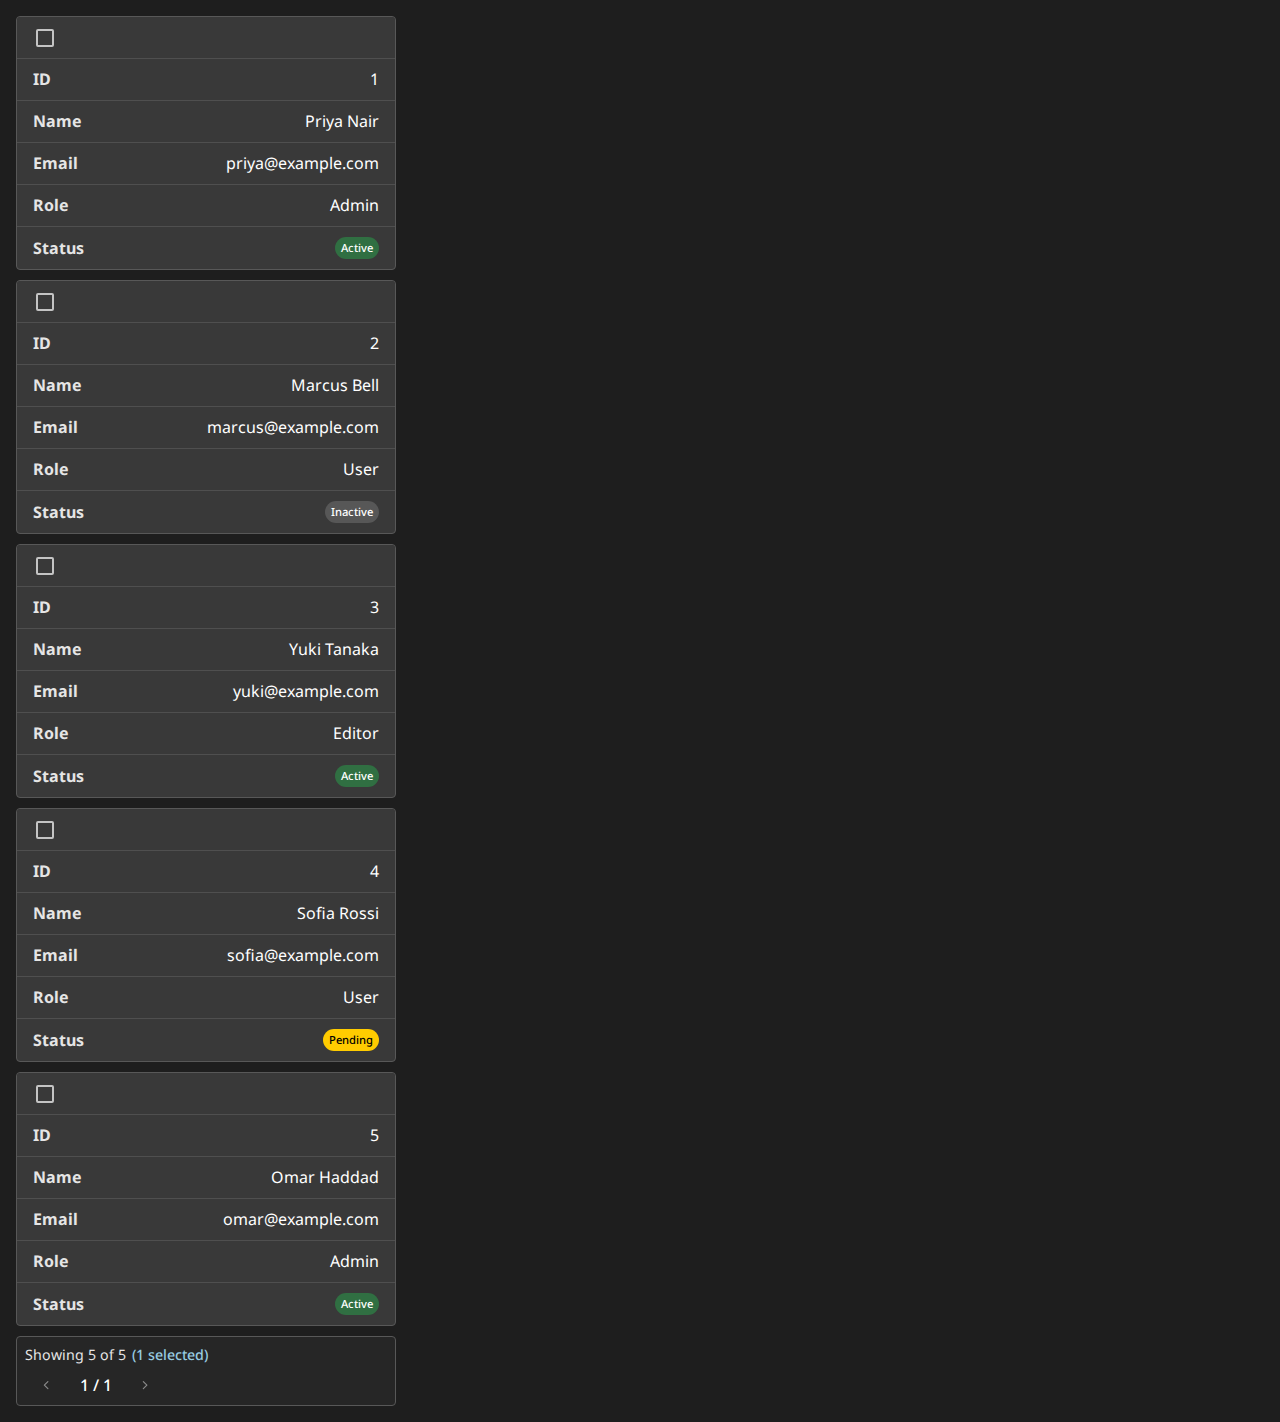 ID 1
Name Priya Nair
Email priya@example.com
Role Admin
Status Active
ID 2
Name Marcus Bell
Email marcus@example.com
Role User
Status Inactive
ID 3
Name Yuki Tanaka
Email yuki@example.com
Role Editor
Status Active
ID 4
Name Sofia Rossi
Email sofia@example.com
Role User
Status Pending
ID 5
Name Omar Haddad
Email omar@example.com
Role Admin
Status Active
Showing 5 of 5 (1 selected)
1 / 1